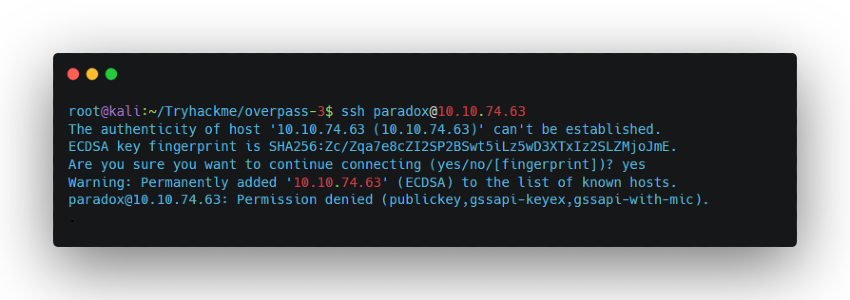 root@kali:~/Tryhackme/overpass-3$ ssh paradox@10.10.74.63
The authenticity of host '10.10.74.63 (10.10.74.63)' can't be established.
ECDSA key fingerprint is SHA256:Zc/Zqa7e8cZI2SP2BSwt5iLz5wD3XTxIz2SLZMjoJmE.
Are you sure you want to continue connecting (yes/no/[fingerprint])? yes
Warning: Permanently added '10.10.74.63' (ECDSA) to the list of known hosts.
paradox@10.10.74.63: Permission denied (publickey,gssapi-keyex,gssapi-with-mic).
.